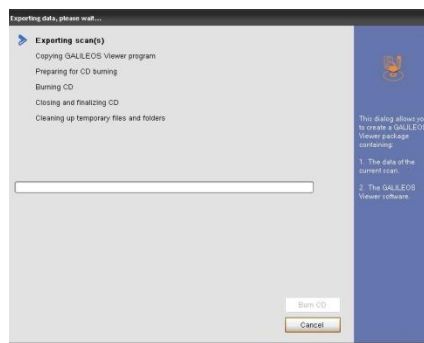 Exporting data, please wait...
Exporting scan(s)
Copying GALILEOS Viewer program
Preparing for CD burning
Burning CD
Closing and finalizing CD
Cleaning up temporary files and folders
This dialog allows yo
to create a GALILEOS
Viewer package
containing:
1. The data of the
current scan.
2. The GALILEOS
Viewer software.
Burn CD
Cancel